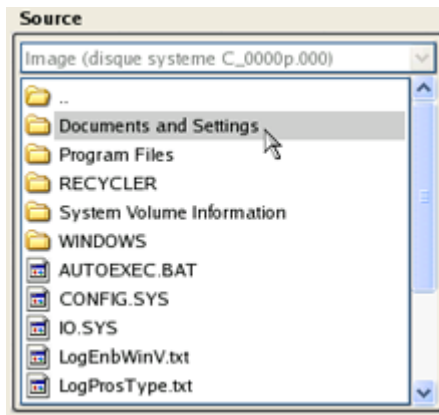 Source
Image (disque systeme C_0000p.000)
..
Documents and Settings
Program Files
RECYCLER
System Volume Information
WINDOWS
AUTOEXEC.BAT
CONFIG.SYS
IO.SYS
LogEnbWinV.txt
LogProsType.txt